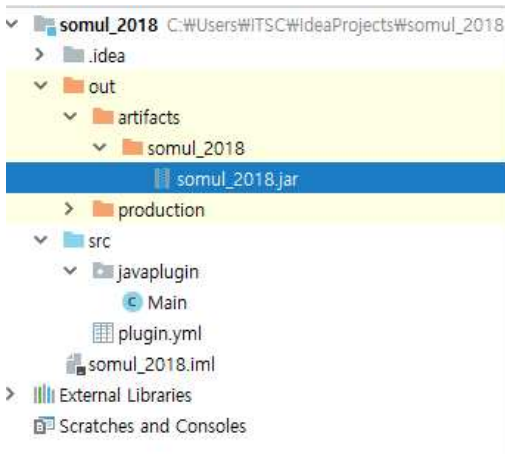 somul_2018 C:₩Users₩ITSC₩IdeaProjects₩somul_2018
.idea
out
artifacts
somul_2018
somul_2018.jar
production
src
javaplugin
C Main
plugin.yml
somul_2018.iml
External Libraries
Scratches and Consoles